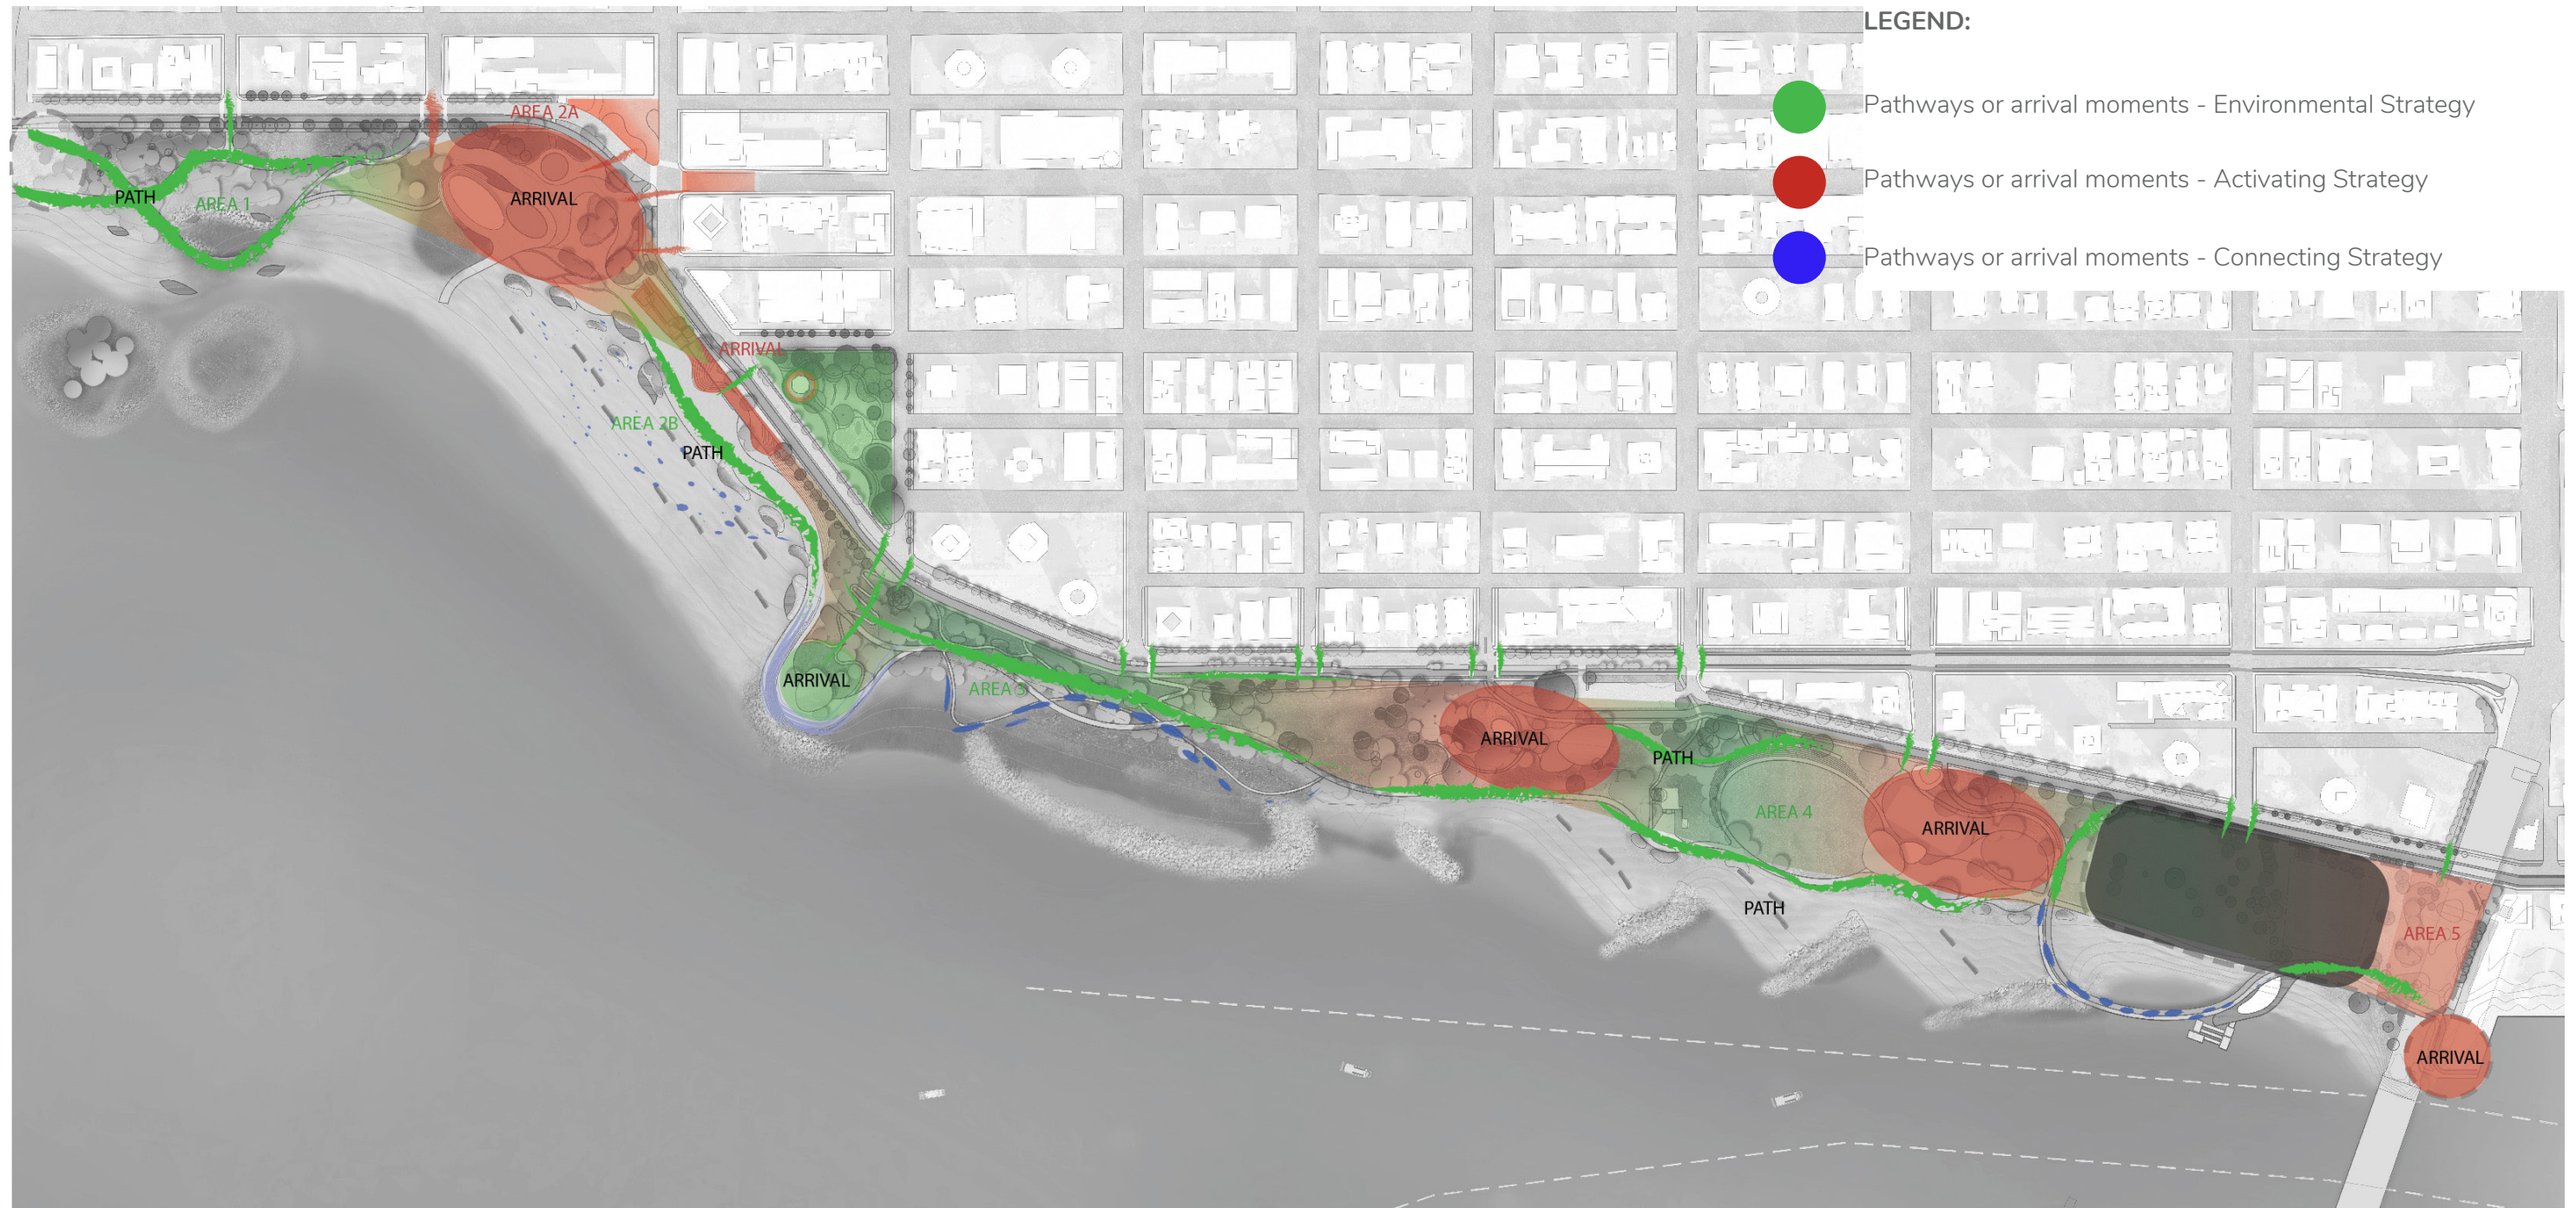 LEGEND:
Pathways or arrival moments - Environmental Strategy
Pathways or arrival moments - Activating Strategy
Pathways or arrival moments - Connecting Strategy
AREA 2A
PATH
AREA 1
ARRIVAL
ARRIVAL
AREA 2B
PATH
ARRIVAL
AREA 3
ARRIVAL
PATH
AREA 4
ARRIVAL
PATH
AREA 5
ARRIVAL